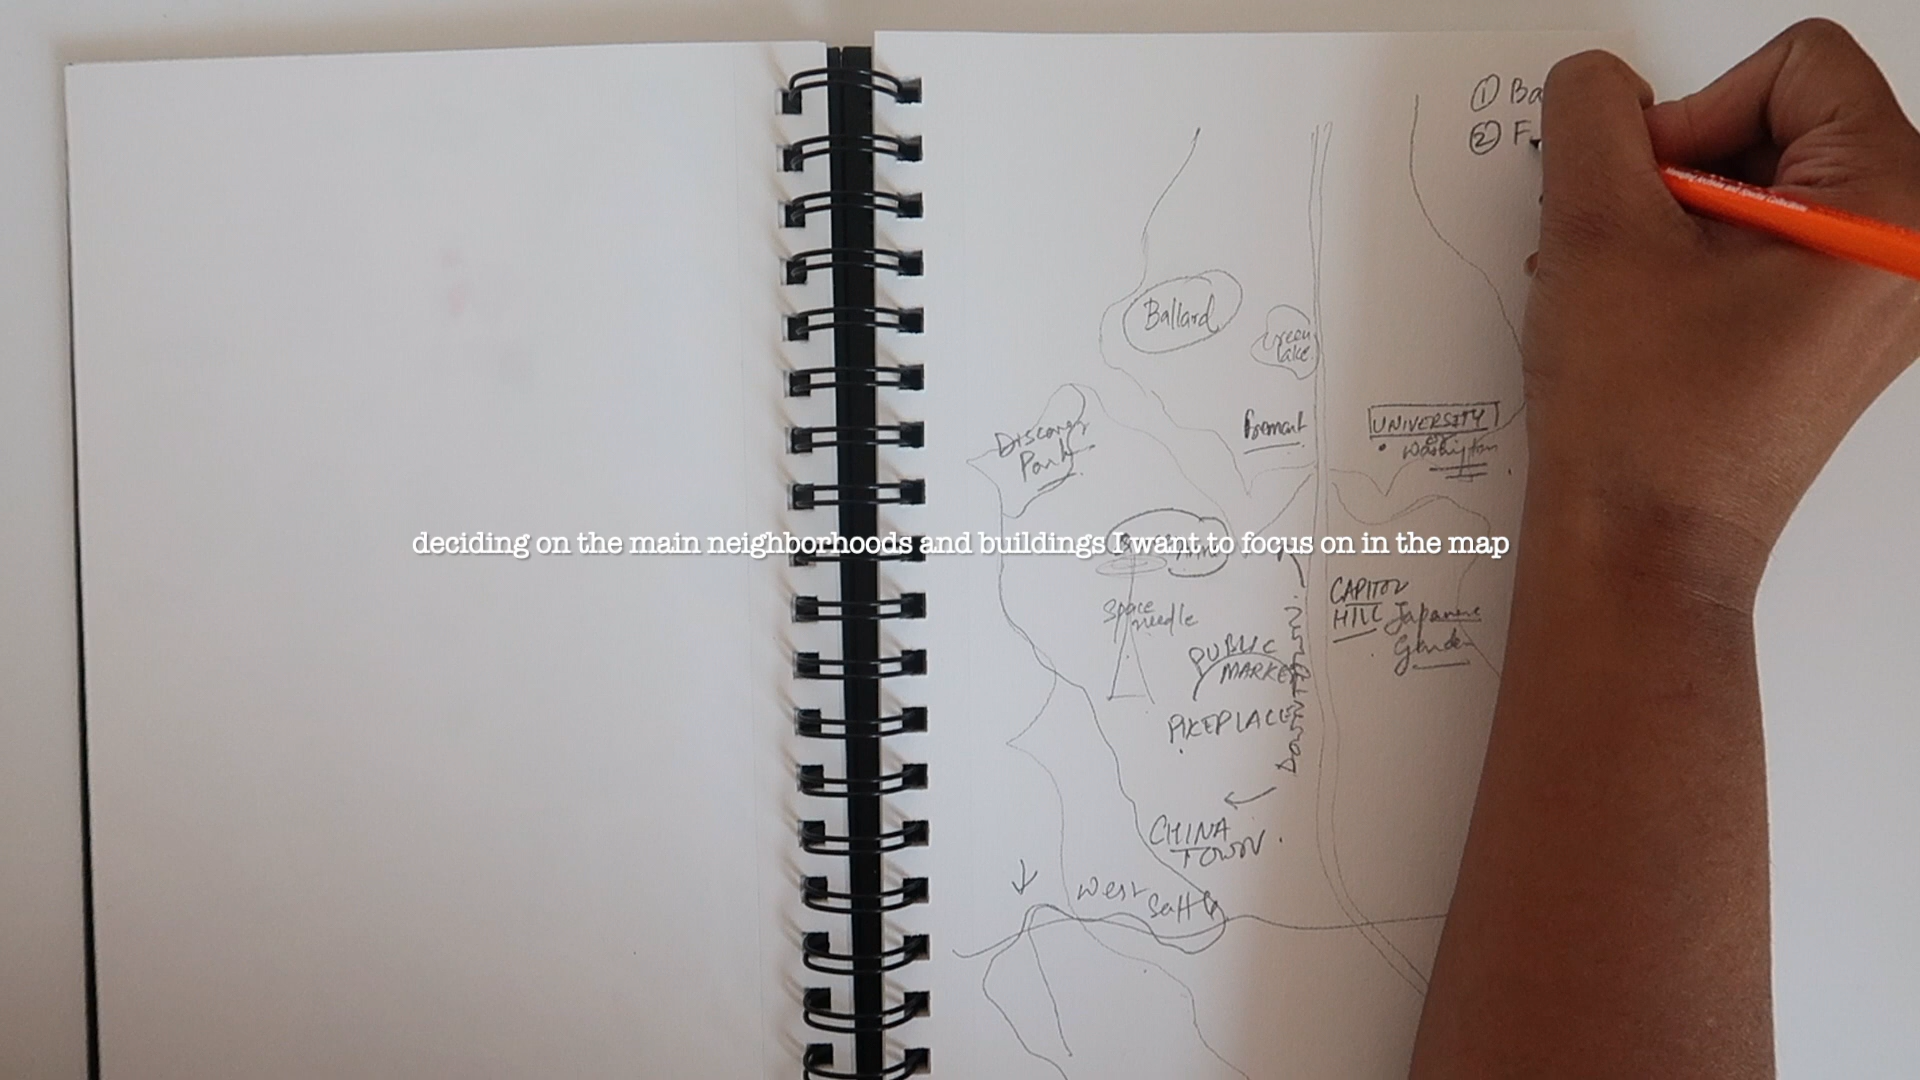 ① Ba
② F
Ballard
Green
lake
Discovery
Park
Fremont
UNIVERSITY
OF
Washington
deciding on the main neighborhoods and buildings I want to focus on in the map
Space
needle
CAPITOL
HILL
Japanese
Garden
PUBLIC
MARKET
PIKEPLACE
DOWNTOWN
CHINA
TOWN
West